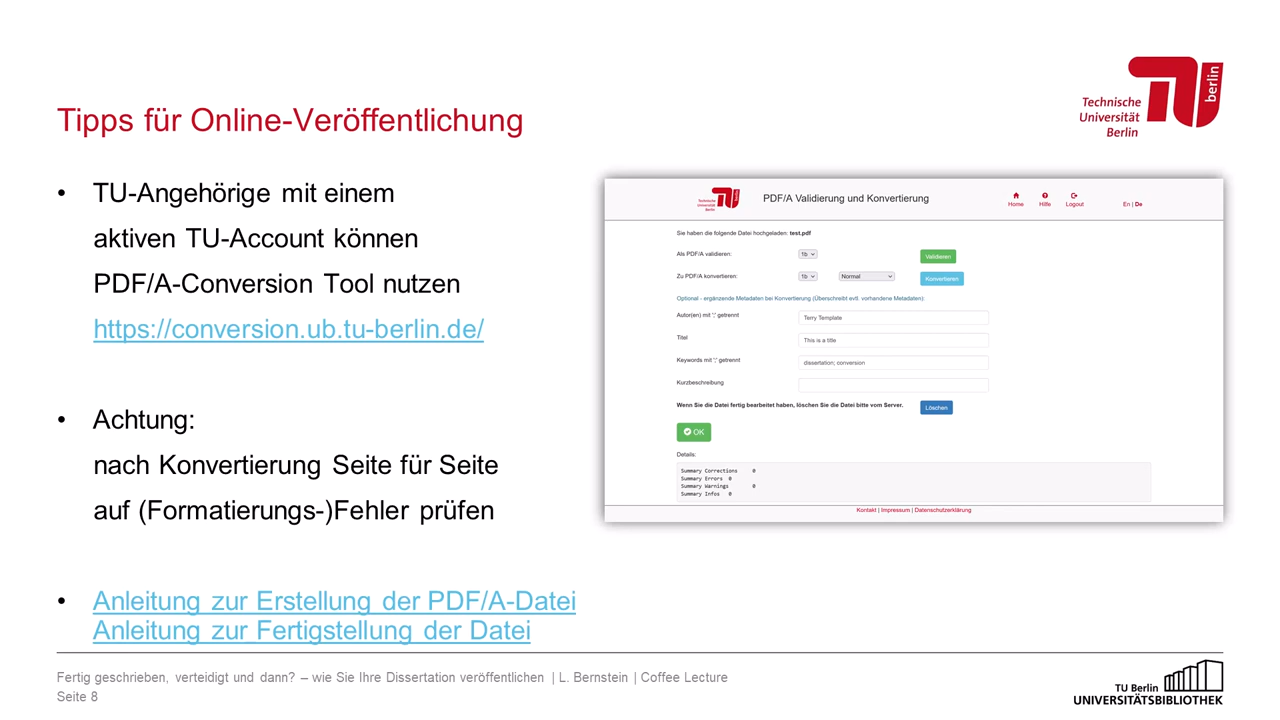 Technische
Universität
Berlin
berlin
Tipps für Online-Veröffentlichung
• TU-Angehörige mit einem
aktiven TU-Account können
PDF/A-Conversion Tool nutzen
https://conversion.ub.tu-berlin.de/
• Achtung:
nach Konvertierung Seite für Seite
auf (Formatierungs-)Fehler prüfen
• Anleitung zur Erstellung der PDF/A-Datei
Anleitung zur Fertigstellung der Datei
Technische
Universität
Berlin
berlin
PDF/A Validierung und Konvertierung
Home Hilfe Logout En | De
Sie haben die folgende Datei hochgeladen: test.pdf
Als PDF/A validieren: 1b Validieren
Zu PDF/A konvertieren: 1b Normal Konvertieren
Optional - ergänzende Metadaten bei Konvertierung (Überschreibt evtl. vorhandene Metadaten):
Autor(en) mit ';' getrennt Terry Template
Titel This is a title
Keywords mit ';' getrennt dissertation; conversion
Kurzbeschreibung
Wenn Sie die Datei fertig bearbeitet haben, löschen Sie die Datei bitte vom Server. Löschen
OK
Details:
Summary Corrections 0
Summary Errors 0
Summary Warnings 0
Summary Infos 0
Kontakt | Impressum | Datenschutzerklärung
Fertig geschrieben, verteidigt und dann? – wie Sie Ihre Dissertation veröffentlichen | L. Bernstein | Coffee Lecture
Seite 8
TU Berlin
UNIVERSITÄTSBIBLIOTHEK